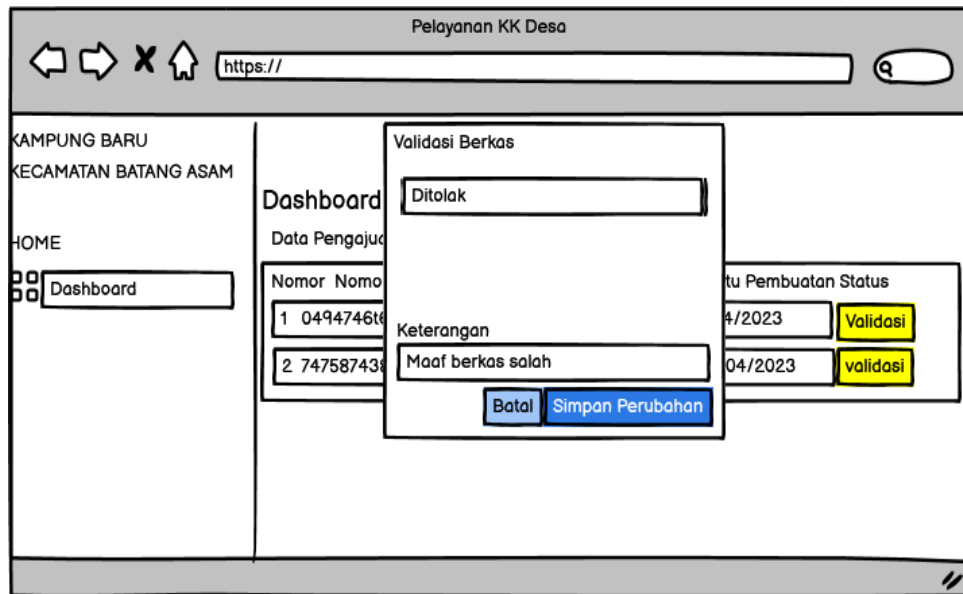 Pelayanan KK Desa
https://
KAMPUNG BARU
KECAMATAN BATANG ASAM
HOME
Dashboard
Dashboard
Data Pengajua
Nomor Nomo
tu Pembuatan Status
1 0494746t6
4/2023 Validasi
2 747587438
04/2023 validasi
Validasi Berkas
Ditolak
Keterangan
Maaf berkas salah
Batal Simpan Perubahan